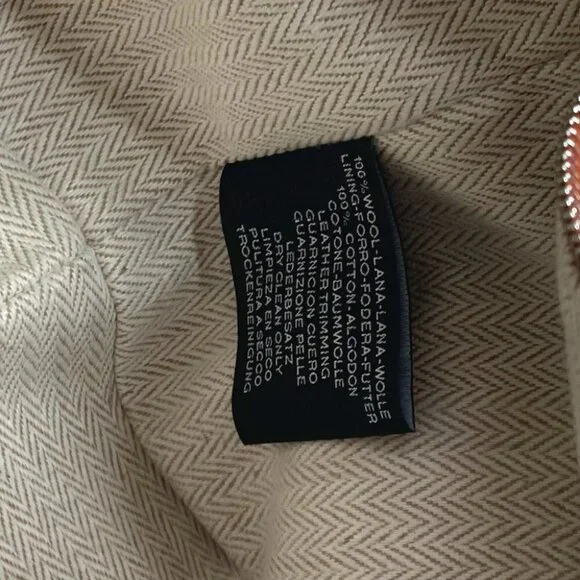 100% WOOL-LANA-LANA-WOLLE
LINING-FORRO-FODERA-FUTTER
100% COTTON-ALGODON
COTONE-BAUMWOLLE
LEATHER TRIMMING
GUARNICION CUERO
GUARNIZIONE PELLE
LEDERBESATZ
DRY CLEAN ONLY
LIMPIEZA EN SECO
PULITURA A SECCO
TROCKENREINIGUNG